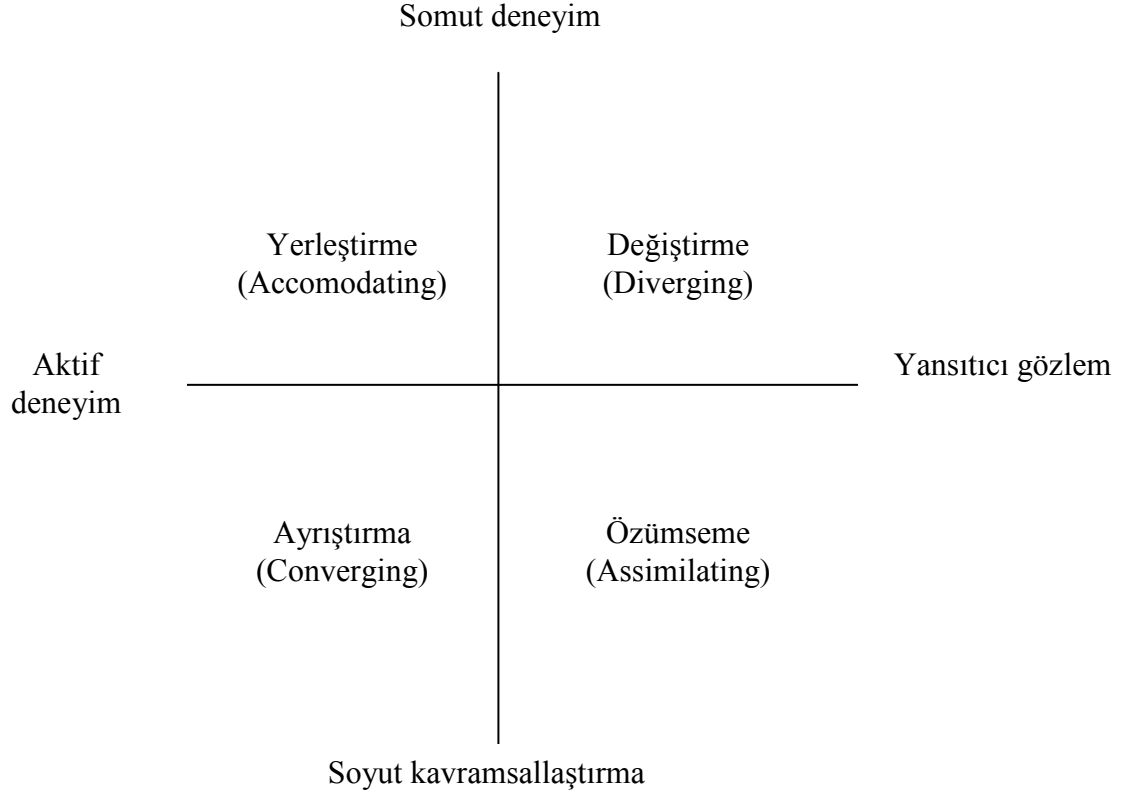 Somut deneyim
Yerleştirme
(Accomodating)
Değiştirme
(Diverging)
Aktif
deneyim
Yansıtıcı gözlem
Ayrıştırma
(Converging)
Özümseme
(Assimilating)
Soyut kavramsallaştırma